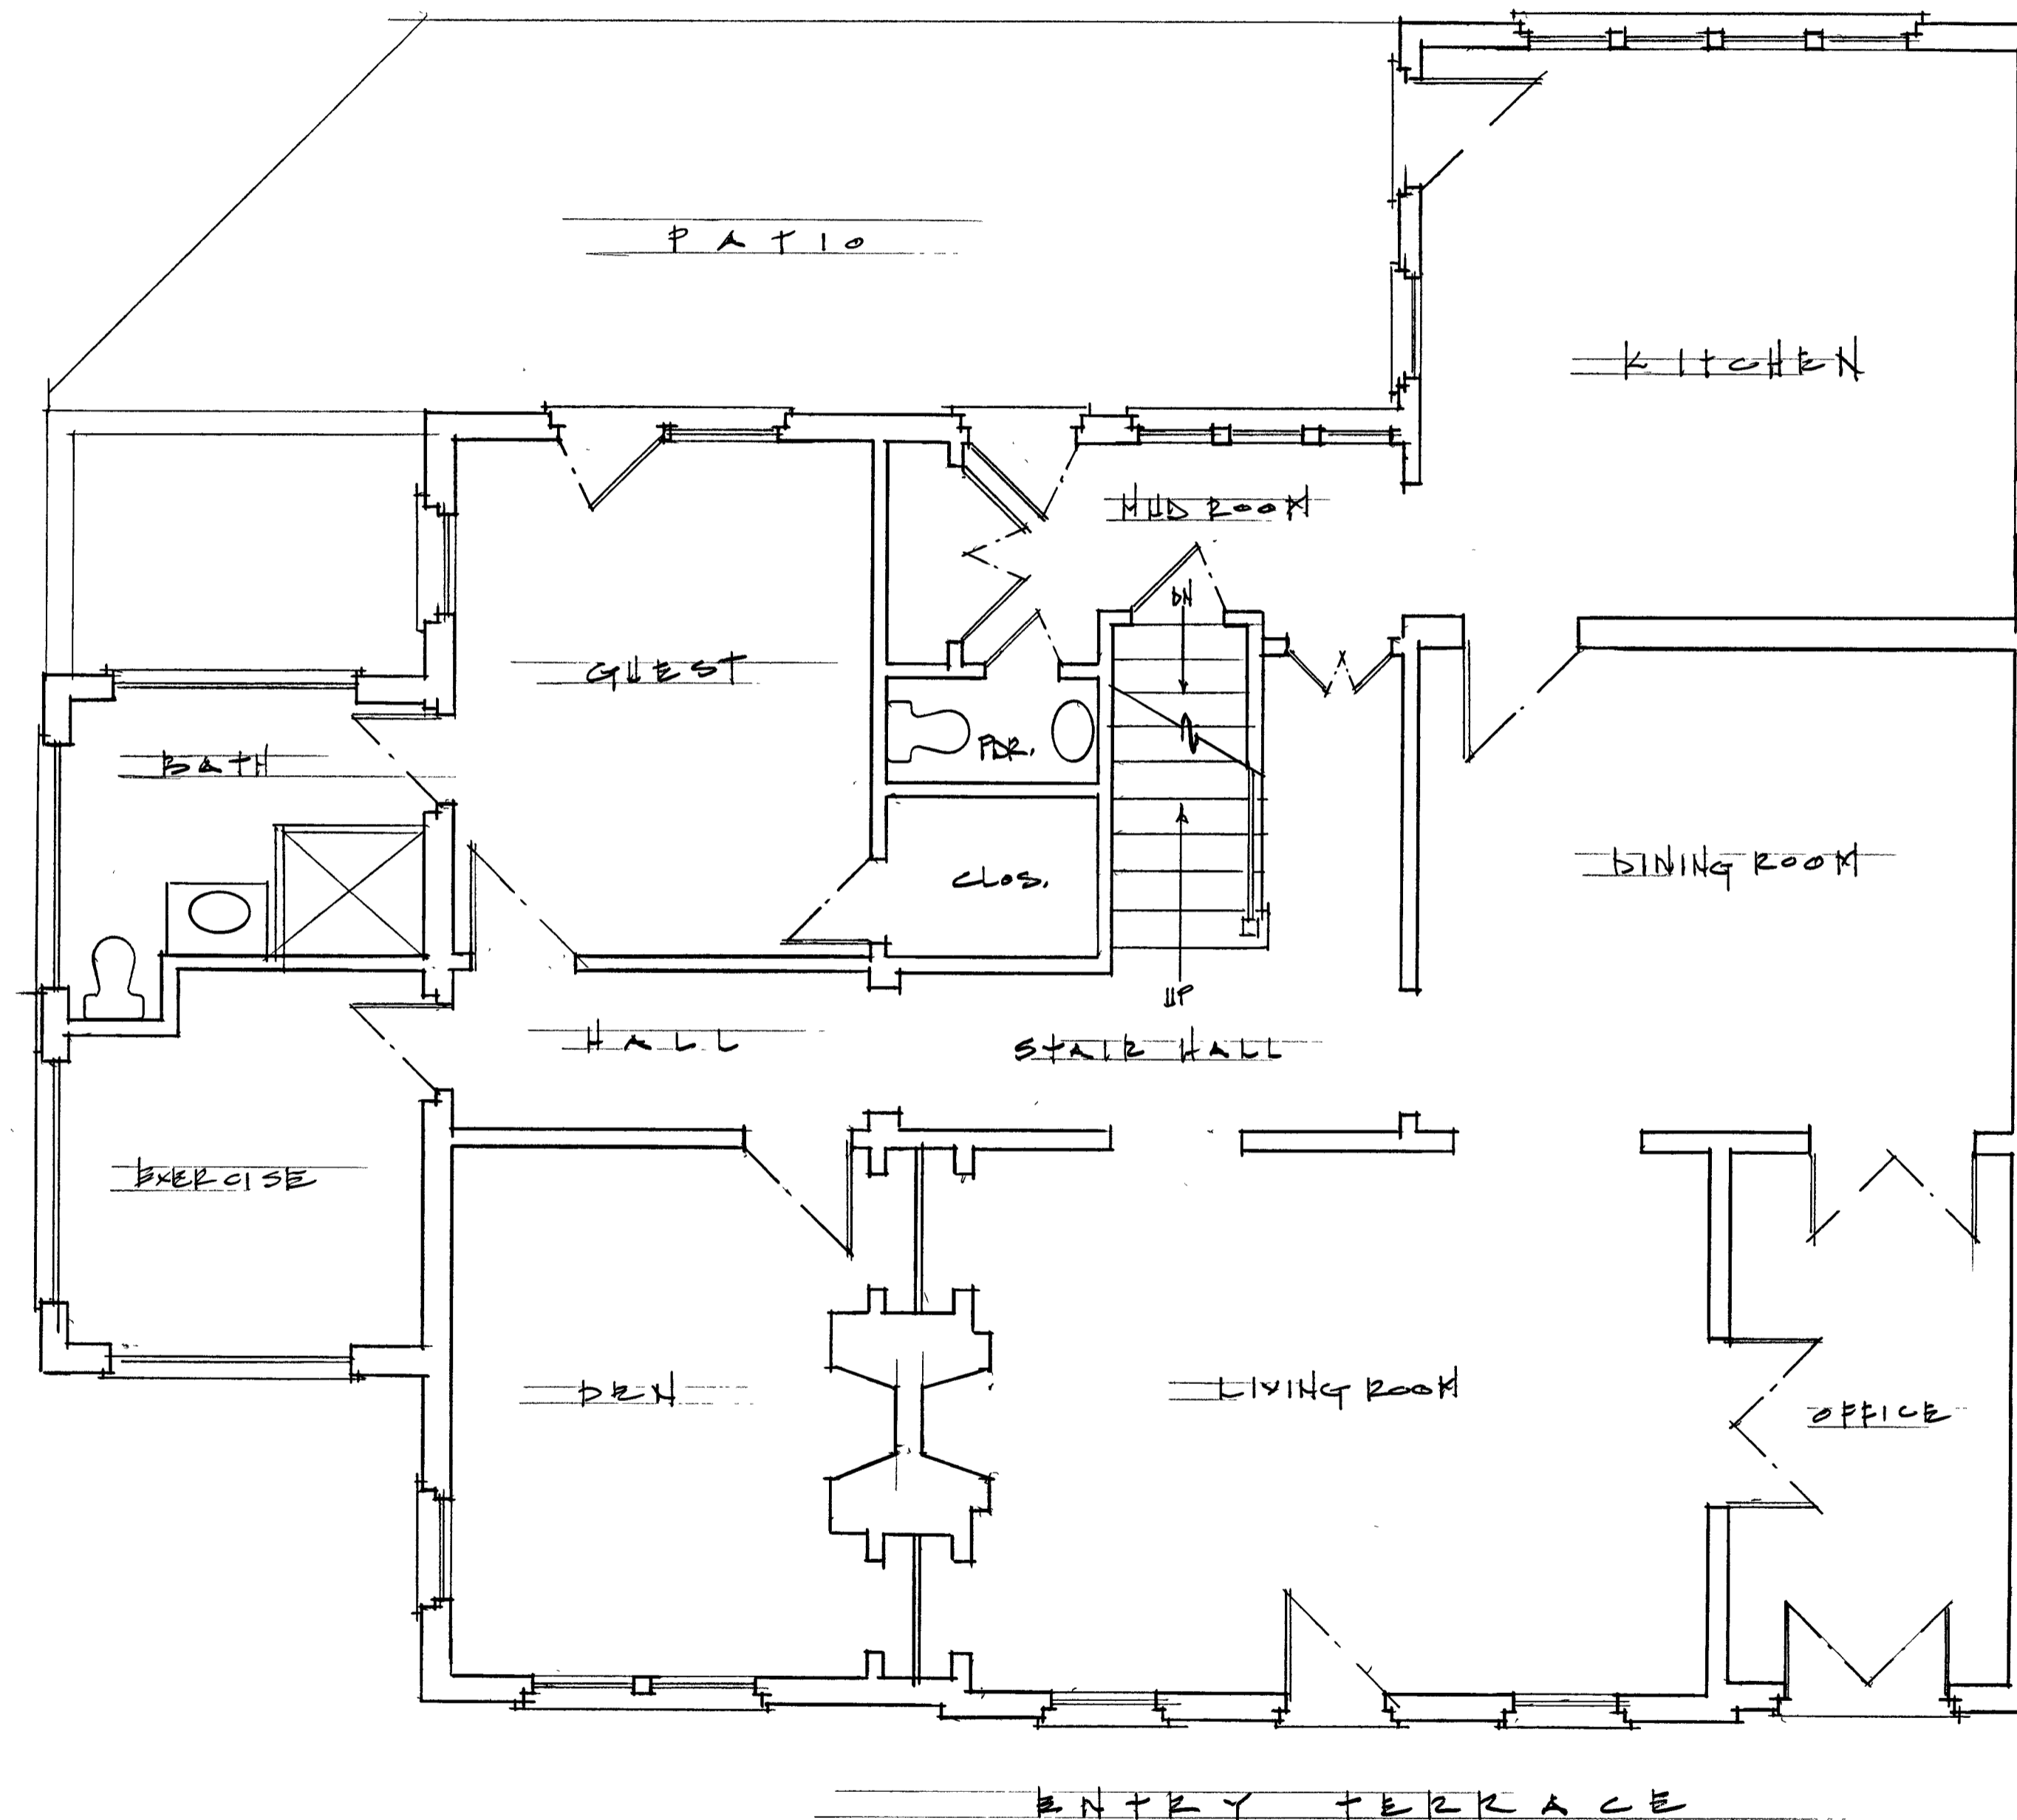 PATIO
KITCHEN
MUD ROOM
DN
GUEST
PDR.
BATH
DINING ROOM
CLOS.
UP
HALL
STAIR HALL
EXERCISE
DEN
LIVING ROOM
OFFICE
ENTRY TERRACE